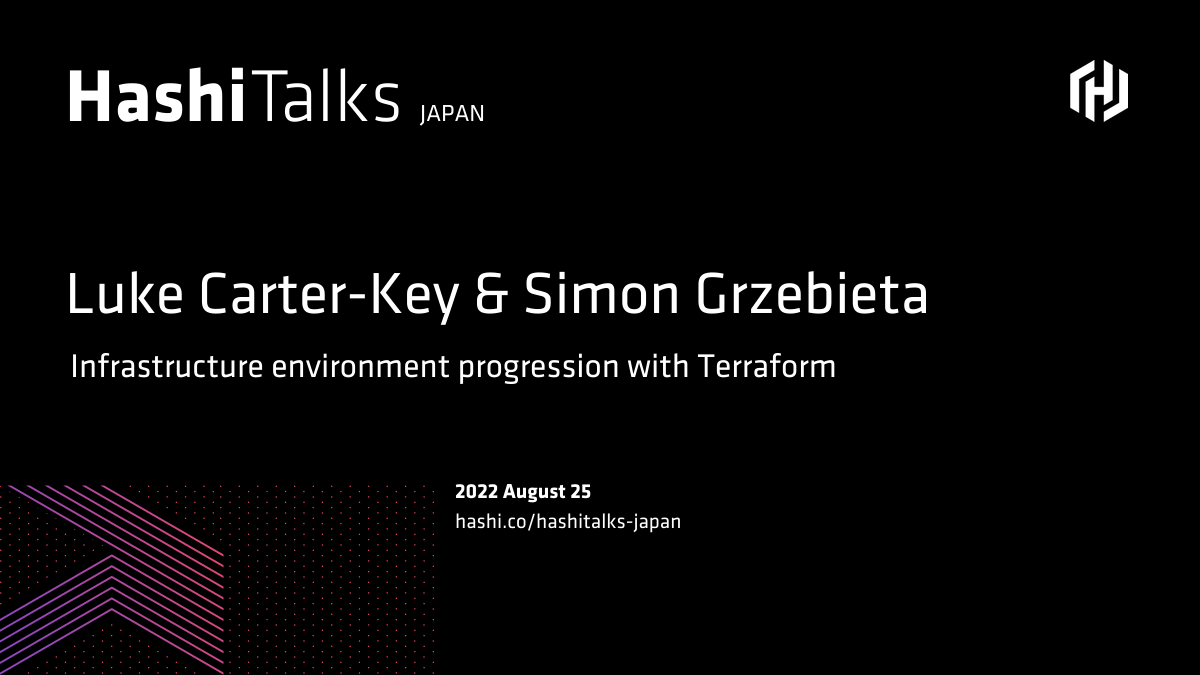 HashiTalks JAPAN
Luke Carter-Key & Simon Grzebieta
Infrastructure environment progression with Terraform
2022 August 25
hashi.co/hashitalks-japan